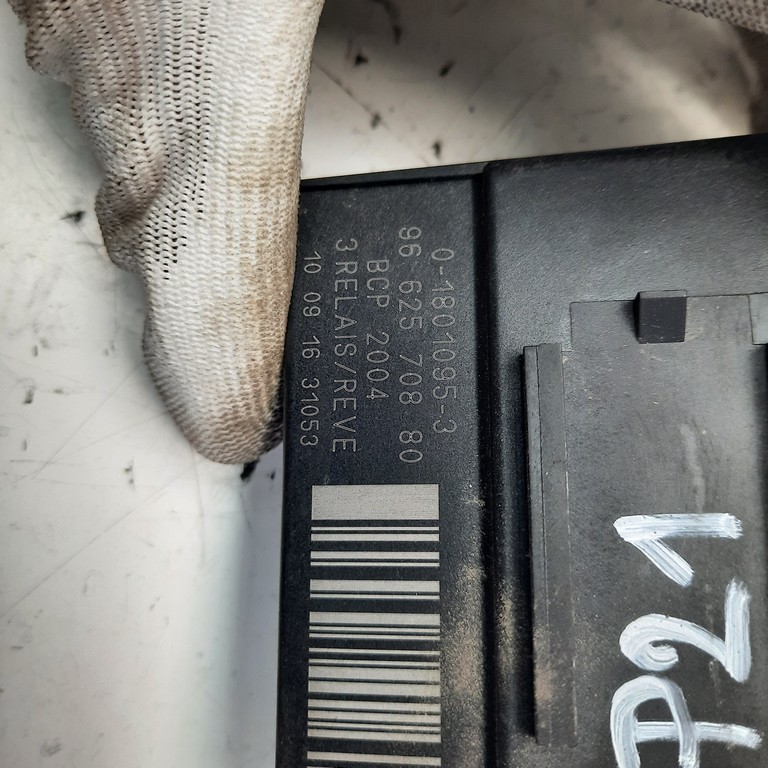 0-1801095-3
96 625 708 80
BCP 2004
3RELAIS/REVE
10 09 16 31053